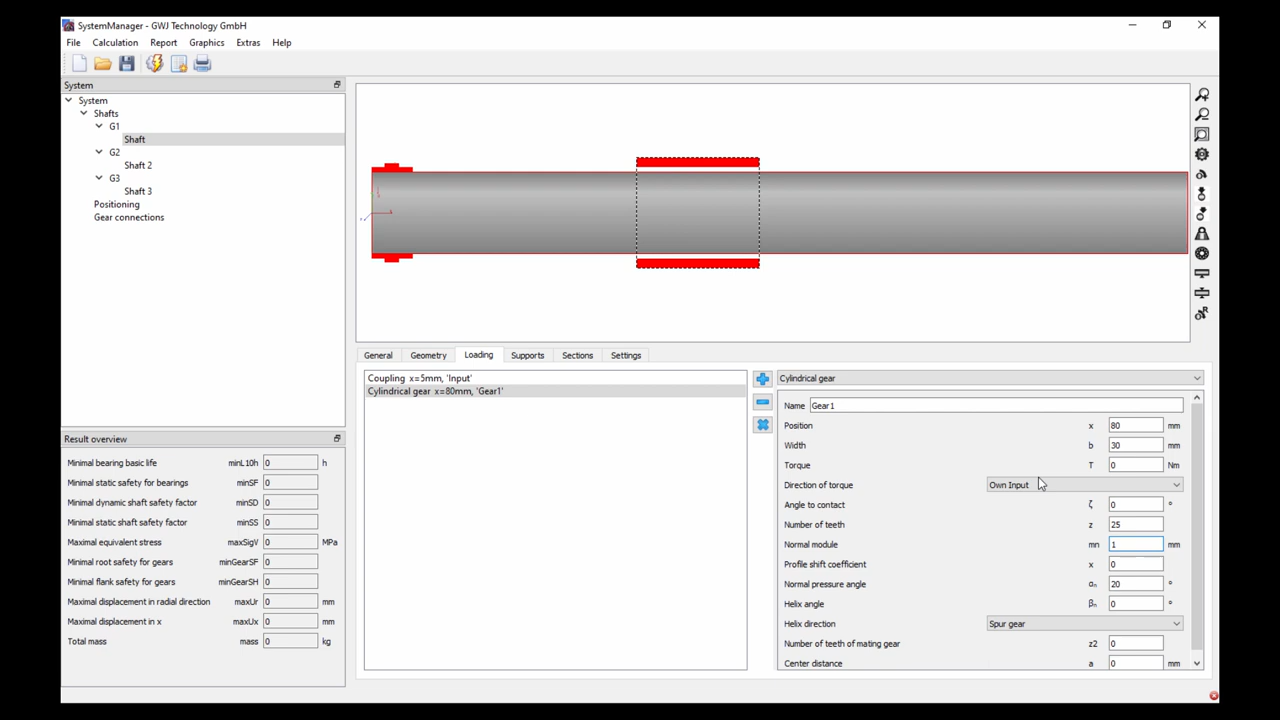 SystemManager - GWJ Technology GmbH
File Calculation Report Graphics Extras Help
System
System
Shafts
G1
Shaft
G2
Shaft 2
G3
Shaft 3
Positioning
Gear connections
Result overview
Minimal bearing basic life minL10h 0 h
Minimal static safety for bearings minSF 0
Minimal dynamic shaft safety factor minSD 0
Minimal static shaft safety factor minSS 0
Maximal equivalent stress maxSigV 0 MPa
Minimal root safety for gears minGearSF 0
Minimal flank safety for gears minGearSH 0
Maximal displacement in radial direction maxUr 0 mm
Maximal displacement in x maxUx 0 mm
Total mass mass 0 kg
General Geometry Loading Supports Sections Settings
Coupling x=5mm, 'Input'
Cylindrical gear x=80mm, 'Gear1'
Cylindrical gear
Name Gear1
Position x 80 mm
Width b 30 mm
Torque T 0 Nm
Direction of torque Own Input
Angle to contact ζ 0 °
Number of teeth z 25
Normal module mn 1 mm
Profile shift coefficient x 0
Normal pressure angle αn 20 °
Helix angle βn 0 °
Helix direction Spur gear
Number of teeth of mating gear z2 0
Center distance a 0 mm